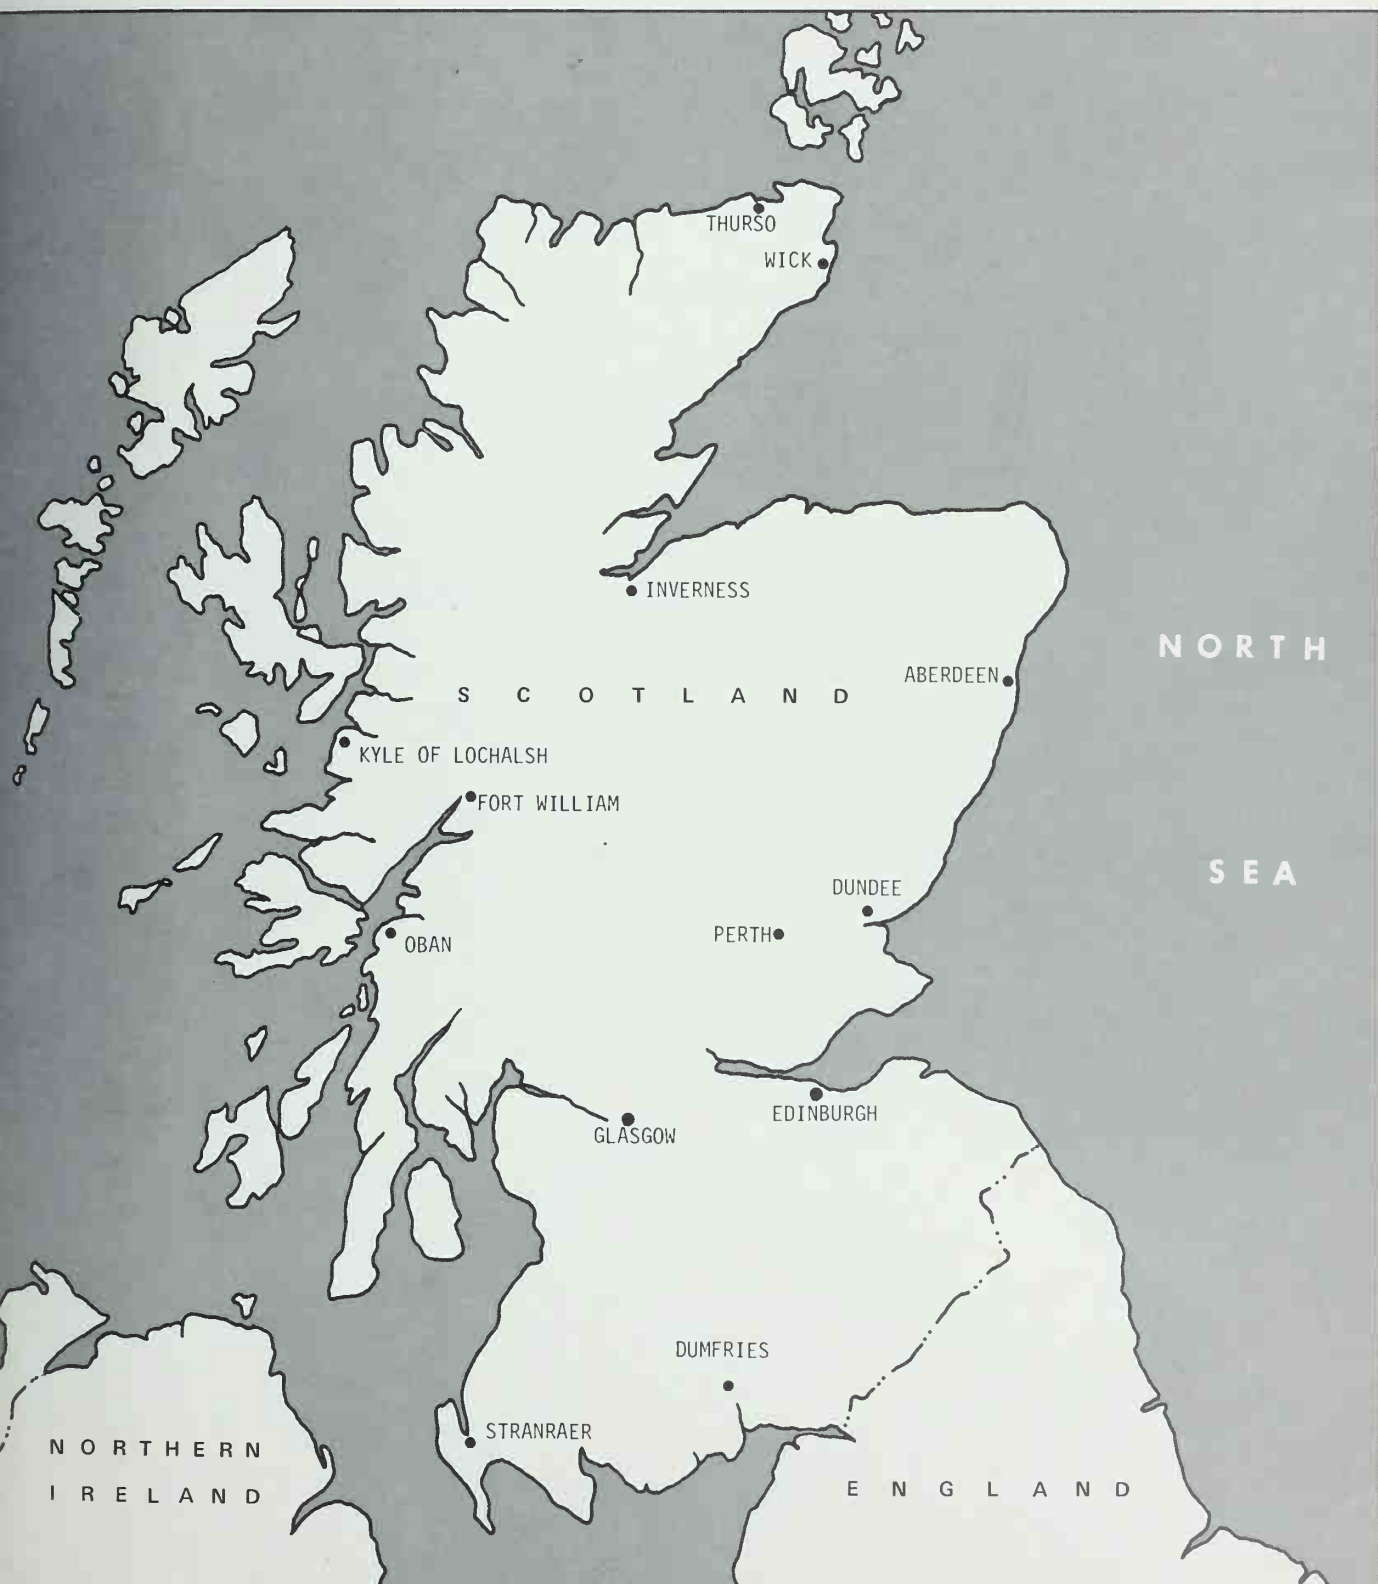 THURSO
WICK
INVERNESS
NORTH
ABERDEEN
SCOTLAND
KYLE OF LOCHALSH
FORT WILLIAM
SEA
DUNDEE
PERTH
OBAN
EDINBURGH
GLASGOW
DUMFRIES
STRANRAER
NORTHERN
IRELAND
ENGLAND